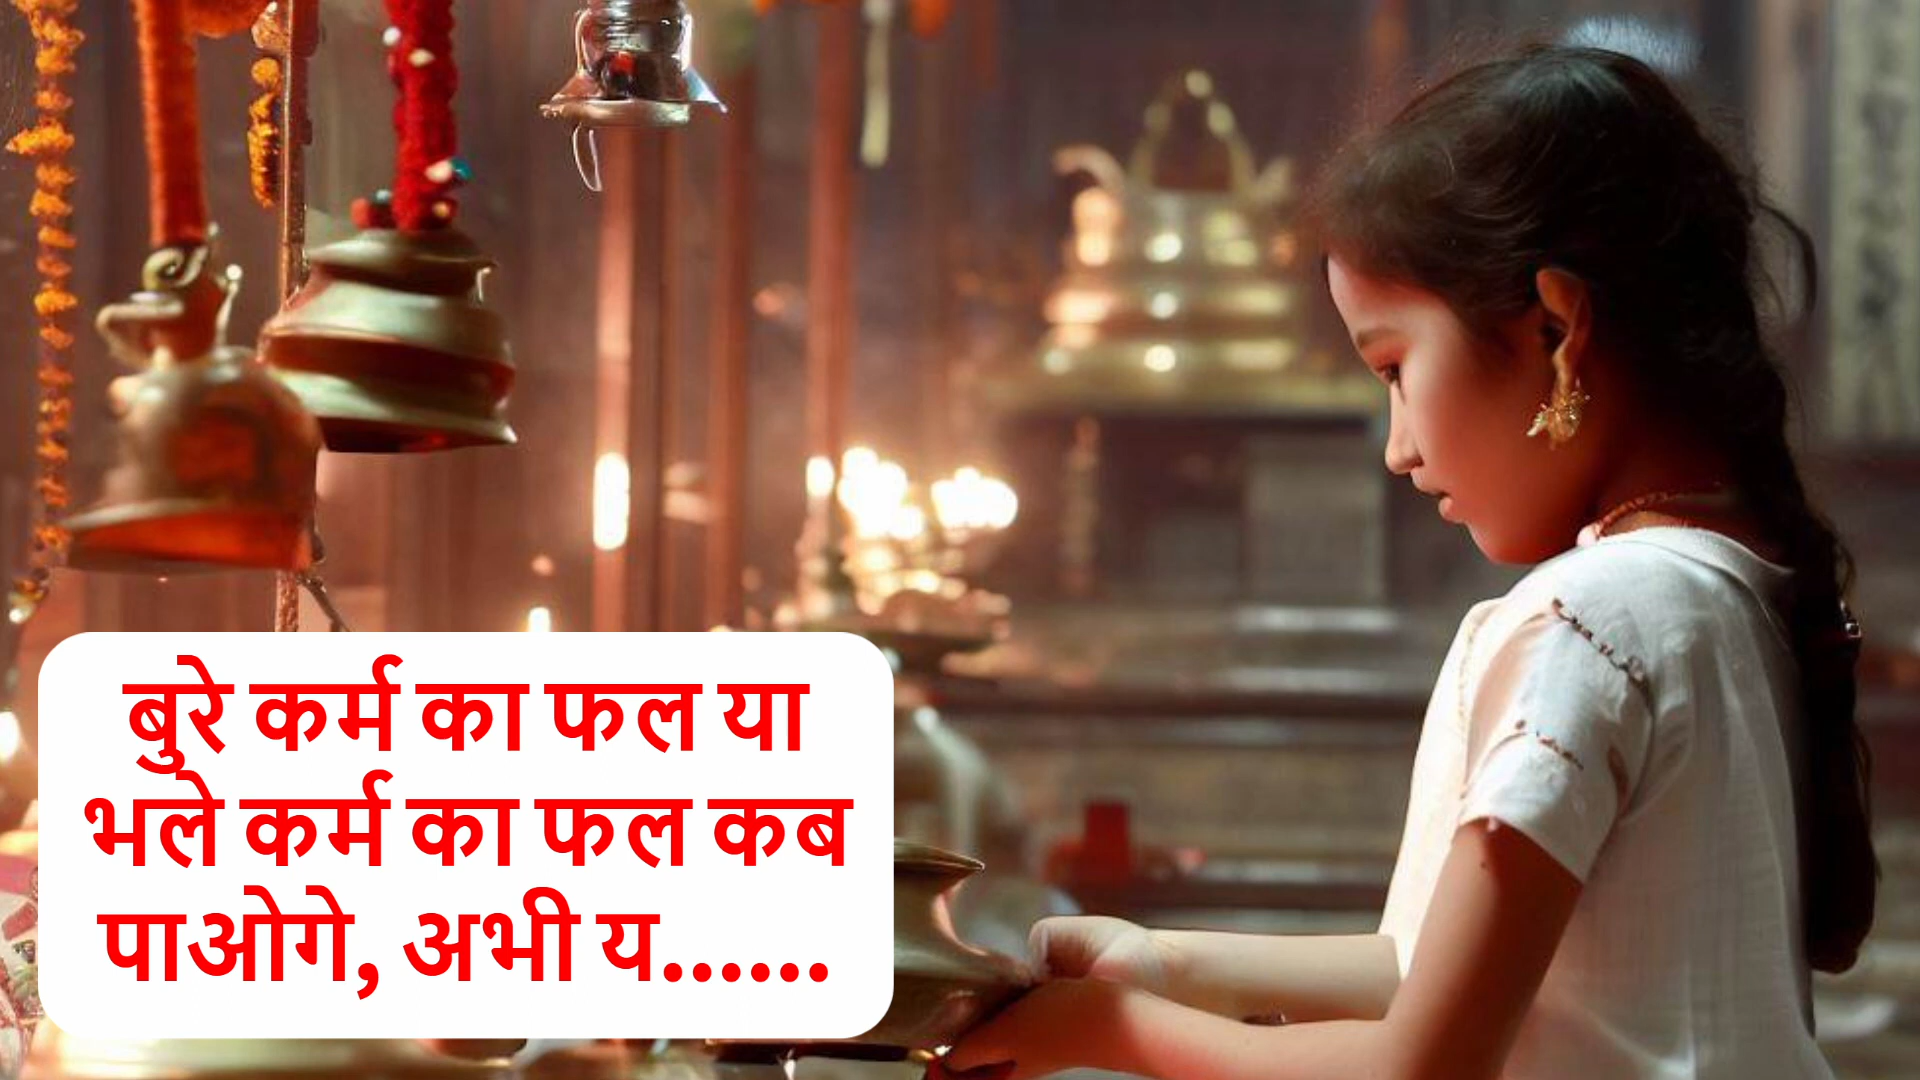 बुरे कर्म का फल या
भले कर्म का फल कब
पाओगे, अभी य......